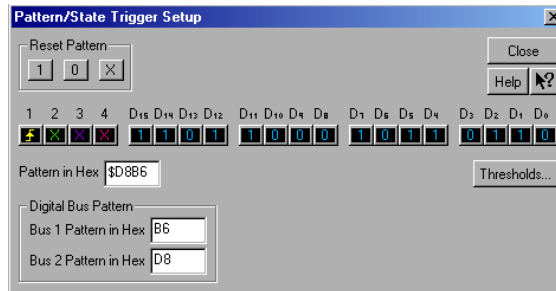 Pattern/State Trigger Setup
Reset Pattern
1 0 X
Close
Help
1 2 3 4 D15 D14 D13 D12 D11 D10 D9 D8 D7 D6 D5 D4 D3 D2 D1 D0
X X X 1 1 0 1 1 0 0 0 1 0 1 1 0 1 1 0
Pattern in Hex $D8B6
Thresholds...
Digital Bus Pattern
Bus 1 Pattern in Hex B6
Bus 2 Pattern in Hex D8